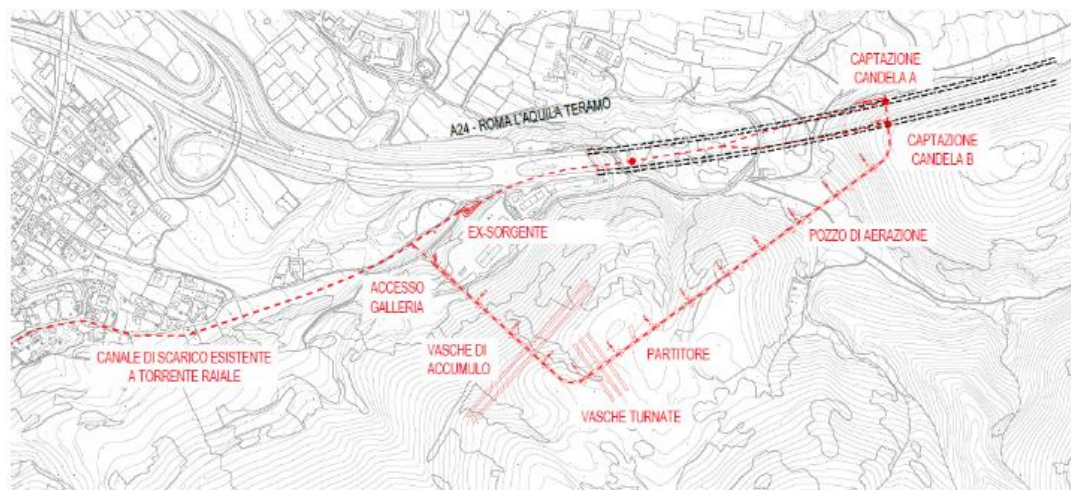 CAPTAZIONE
CANDELA A
A24 - ROMA L'AQUILA TERAMO
CAPTAZIONE
CANDELA B
EX-SORGENTE
POZZO DI AERAZIONE
ACCESSO
GALLERIA
VASCHE DI
ACCUMULO
PARTITORE
CANALE DI SCARICO ESISTENTE
A TORRENTE RAIALE
VASCHE TURNATE